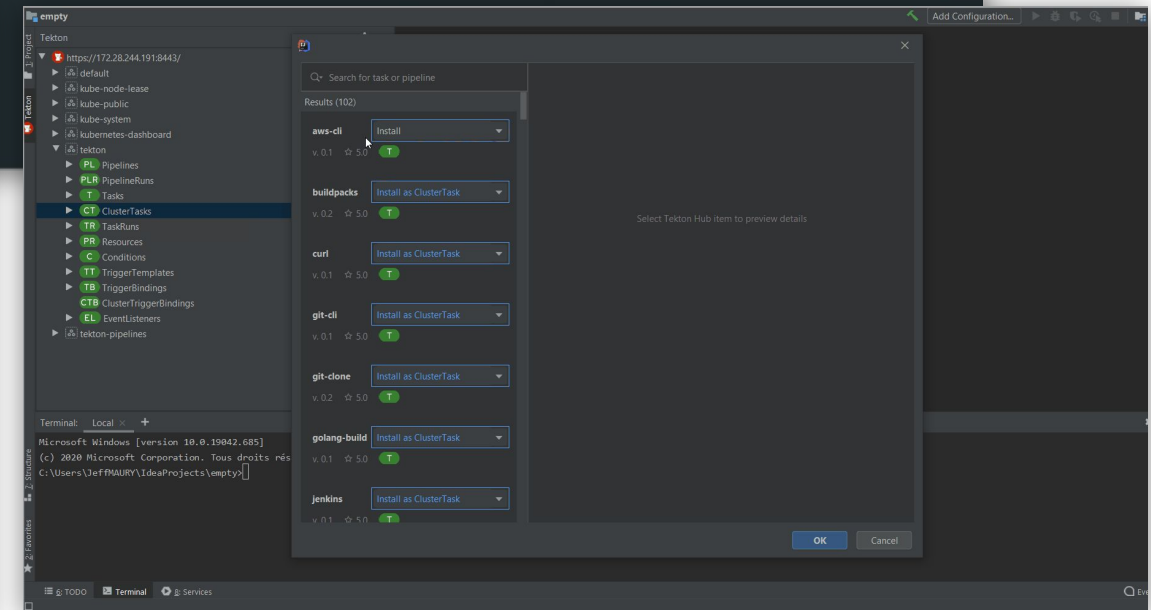 empty
Add Configuration...
1: Project
Tekton
Tekton
https://172.28.244.191:8443/
default
kube-node-lease
kube-public
kube-system
kubernetes-dashboard
tekton
PL Pipelines
PLR PipelineRuns
T Tasks
CT ClusterTasks
TR TaskRuns
PR Resources
C Conditions
TT TriggerTemplates
TB TriggerBindings
CTB ClusterTriggerBindings
EL EventListeners
tekton-pipelines
Search for task or pipeline
Results (102)
aws-cli Install
v. 0.1 5.0 T
buildpacks Install as ClusterTask
v. 0.2 5.0 T
curl Install as ClusterTask
v. 0.1 5.0 T
git-cli Install as ClusterTask
v. 0.1 5.0 T
git-clone Install as ClusterTask
v. 0.2 5.0 T
golang-build Install as ClusterTask
v. 0.1 5.0 T
jenkins Install as ClusterTask
v. 0.1 5.0 T
Select Tekton Hub item to preview details
OK Cancel
Terminal: Local × +
Microsoft Windows [version 10.0.19042.685]
(c) 2020 Microsoft Corporation. Tous droits rés
C:\Users\JeffMAURY\IdeaProjects\empty>
7: Structure
2: Favorites
6: TODO Terminal 8: Services
Eve